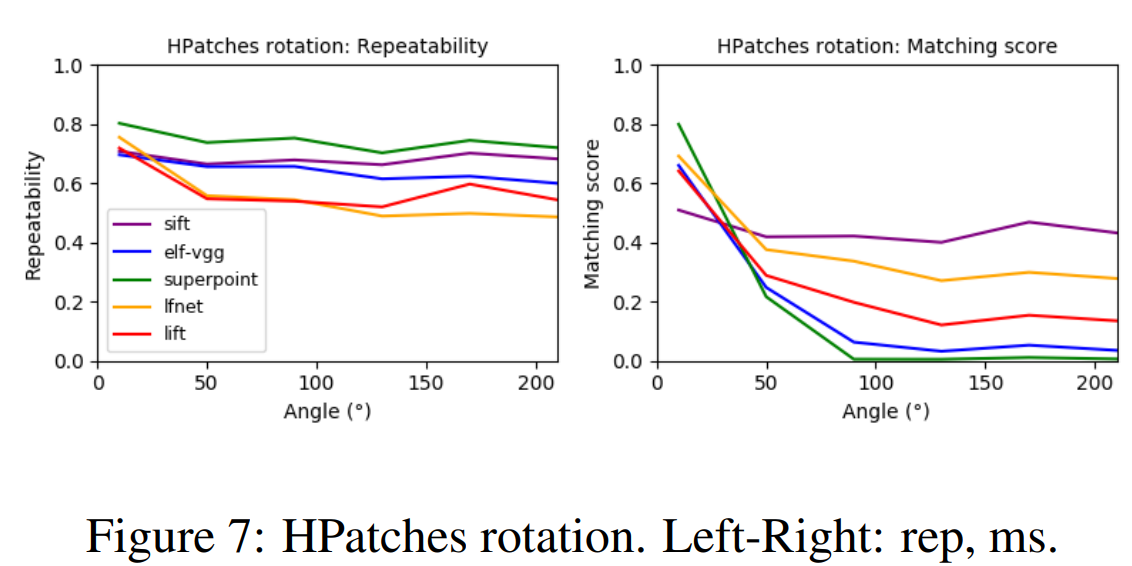 HPatches rotation: Repeatability
1.0
0.8
0.6
0.4
0.2
0.0
Repeatability
sift
elf-vgg
superpoint
lfnet
lift
0 50 100 150 200
Angle (°)
HPatches rotation: Matching score
1.0
0.8
0.6
0.4
0.2
0.0
Matching score
0 50 100 150 200
Angle (°)
Figure 7: HPatches rotation. Left-Right: rep, ms.